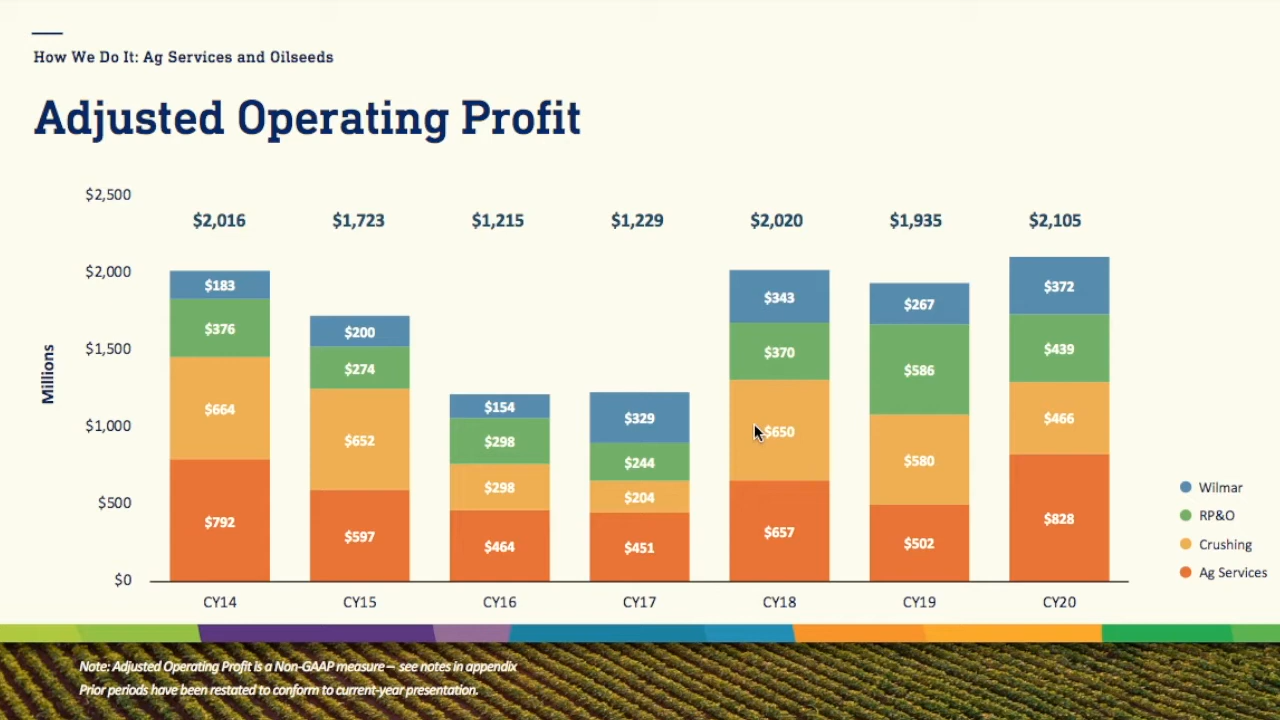 How We Do It: Ag Services and Oilseeds
Adjusted Operating Profit
Millions
$2,500
$2,000
$1,500
$1,000
$500
$0
$2,016 $1,723 $1,215 $1,229 $2,020 $1,935 $2,105
$183 $200 $154 $329 $343 $267 $372
$376 $274 $298 $244 $370 $586 $439
$664 $652 $298 $204 $650 $580 $466
$792 $597 $464 $451 $657 $502 $828
CY14 CY15 CY16 CY17 CY18 CY19 CY20
Wilmar
RP&O
Crushing
Ag Services
Note: Adjusted Operating Profit is a Non-GAAP measure – see notes in appendix
Prior periods have been restated to conform to current-year presentation.